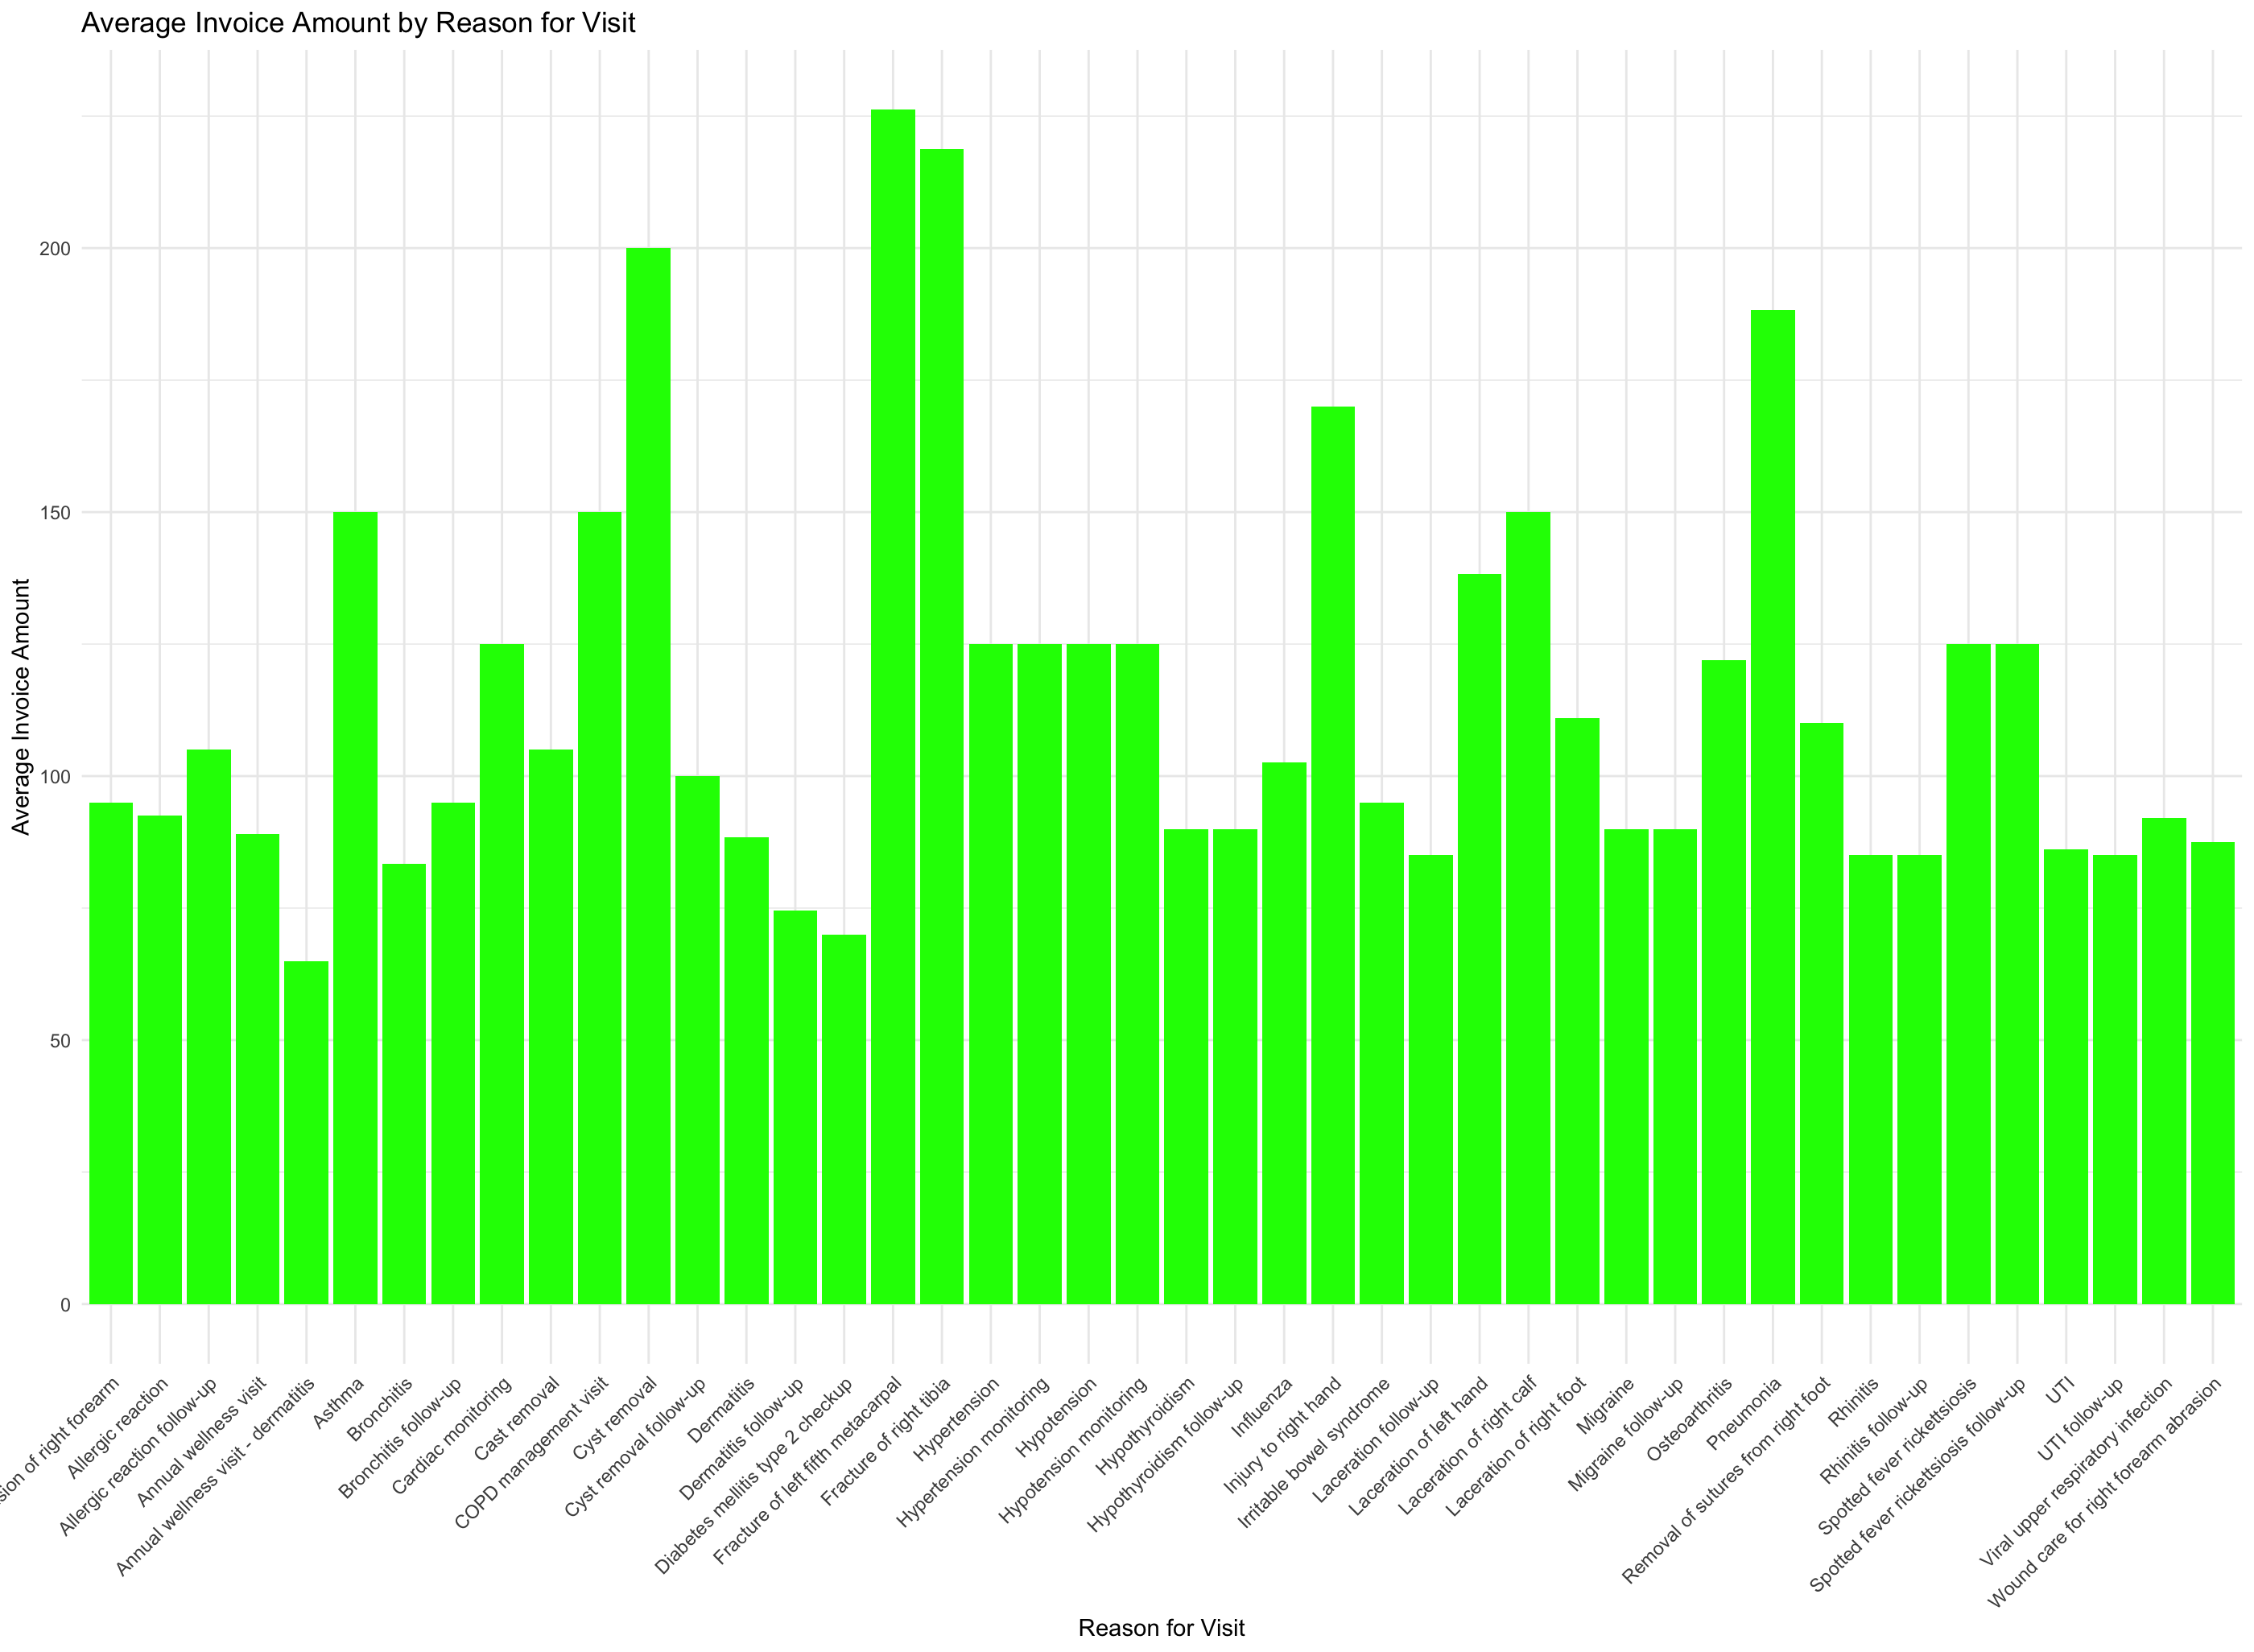 Average Invoice Amount by Reason for Visit
Average Invoice Amount
200
150
100
50
0
of right forearm
Allergic reaction
Allergic reaction follow-up
Annual wellness visit
Annual wellness visit - dermatitis
Asthma
Bronchitis
Bronchitis follow-up
Cardiac monitoring
Cast removal
COPD management visit
Cyst removal
Cyst removal follow-up
Dermatitis
Dermatitis follow-up
Diabetes mellitis type 2 checkup
Fracture of left fifth metacarpal
Fracture of right tibia
Hypertension
Hypertension monitoring
Hypotension
Hypotension monitoring
Hypothyroidism
Hypothyroidism follow-up
Influenza
Injury to right hand
Irritable bowel syndrome
Laceration follow-up
Laceration of left hand
Laceration of right calf
Laceration of right foot
Migraine
Migraine follow-up
Osteoarthritis
Pneumonia
Removal of sutures from right foot
Rhinitis
Rhinitis follow-up
Spotted fever rickettsiosis
Spotted fever rickettsiosis follow-up
UTI
UTI follow-up
Viral upper respiratory infection
Wound care for right forearm abrasion
Reason for Visit